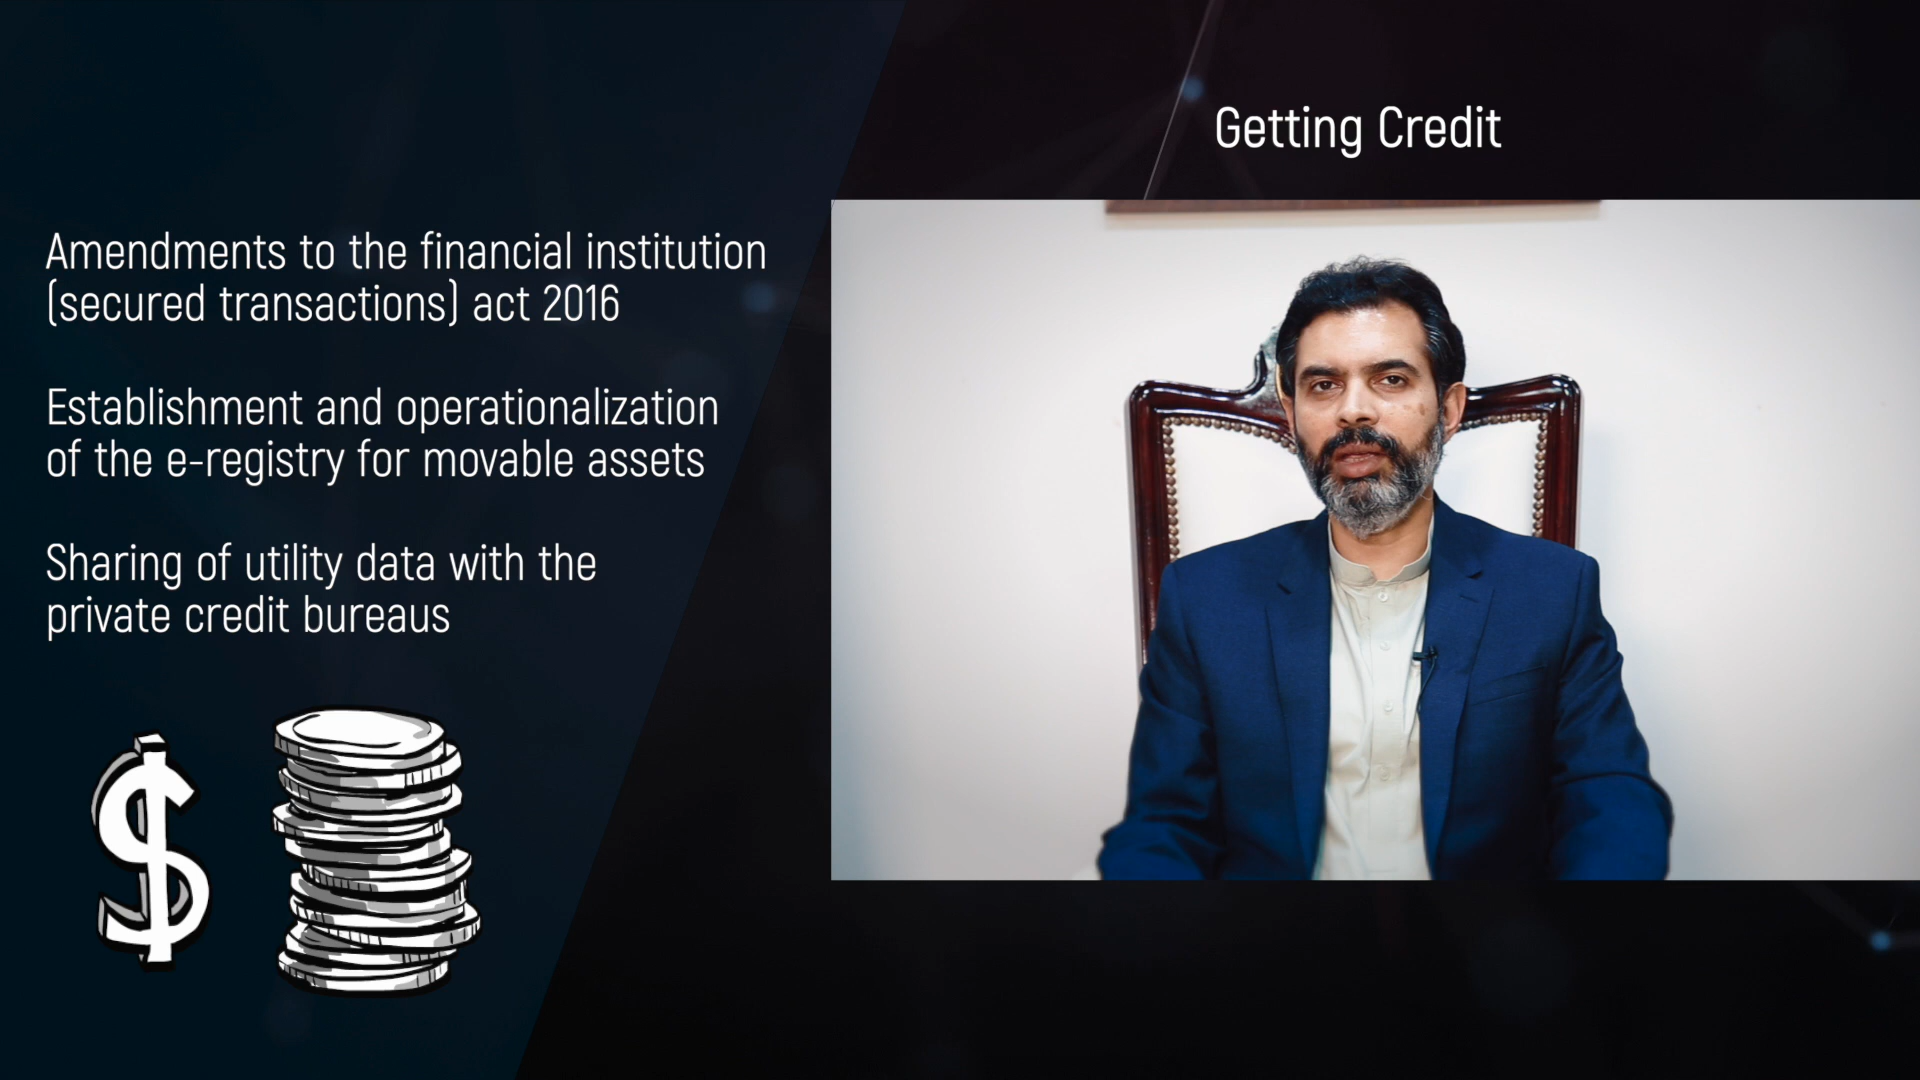 Getting Credit
Amendments to the financial institution
(secured transactions) act 2016
Establishment and operationalization
of the e-registry for movable assets
Sharing of utility data with the
private credit bureaus
$